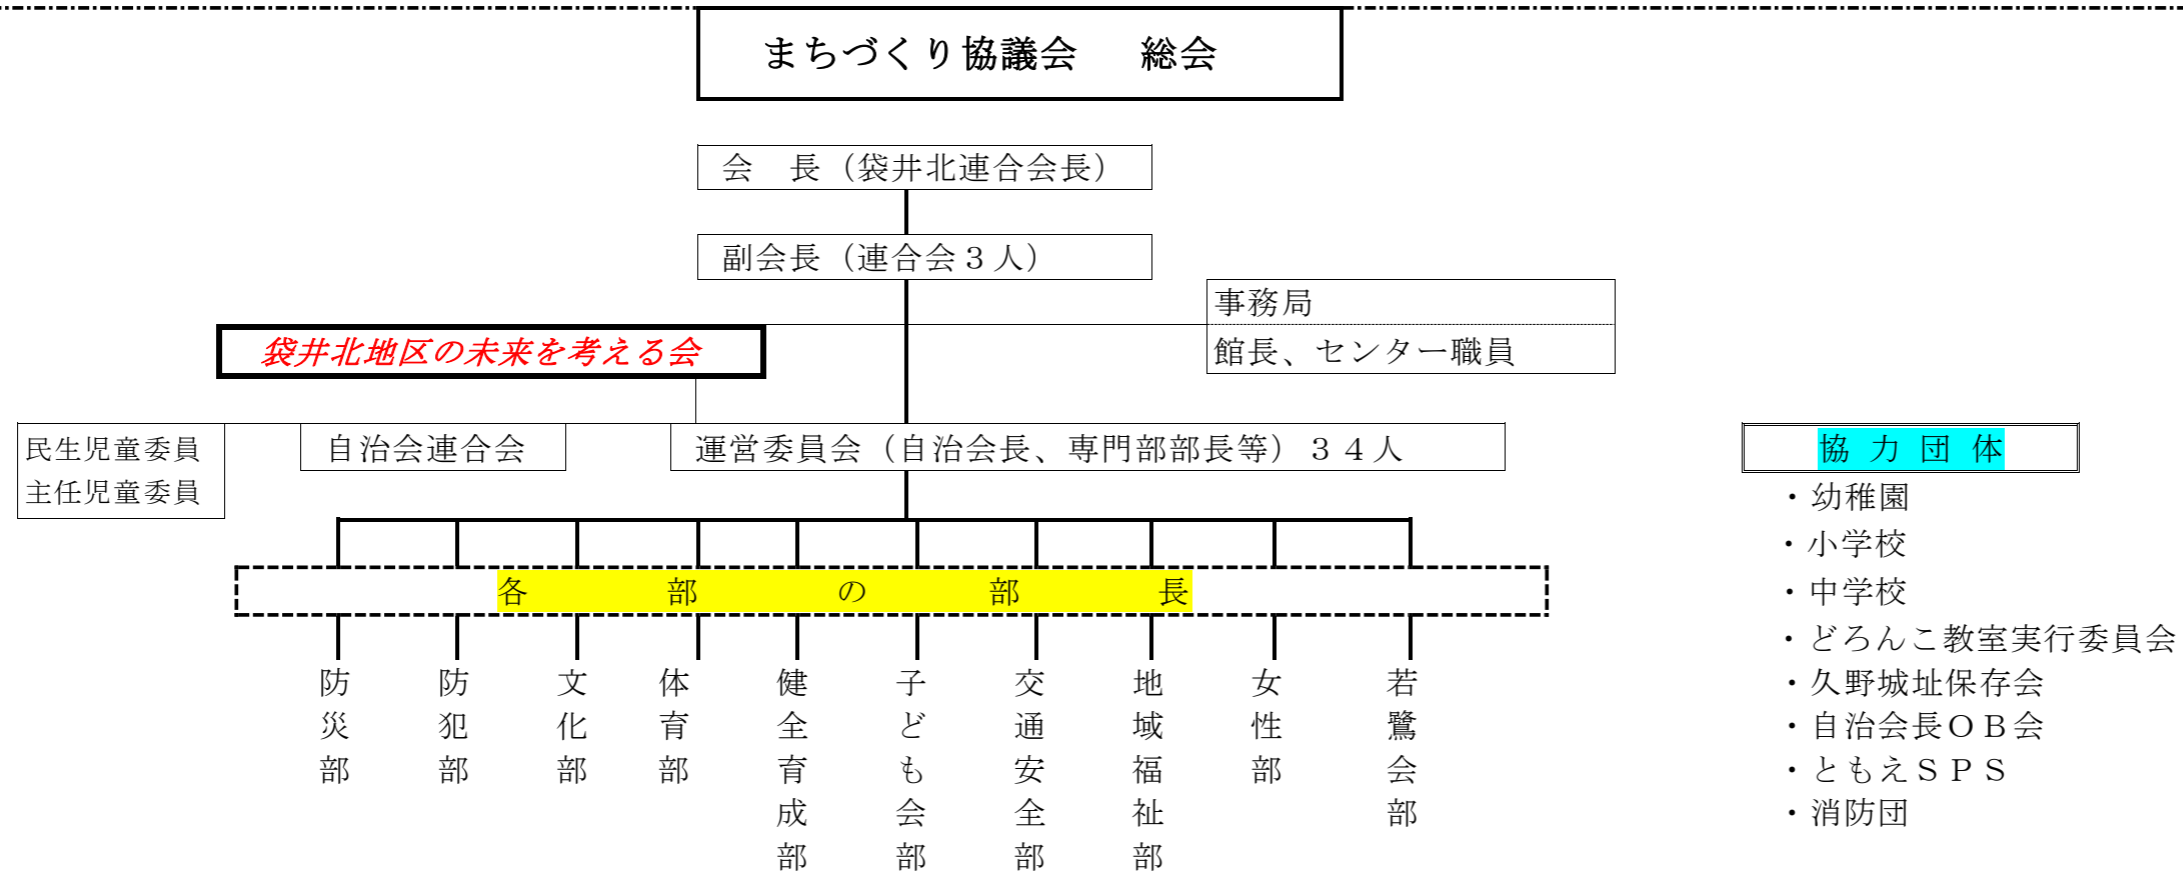 まちづくり協議会　総会
会　長（袋井北連合会長）
副会長（連合会３人）
事務局
館長、センター職員
袋井北地区の未来を考える会
民生児童委員
主任児童委員
自治会連合会
運営委員会（自治会長、専門部部長等）３４人
各　部　の　部　長
防災部
防犯部
文化部
体育部
健全育成部
子ども会部
交通安全部
地域福祉部
女性部
若鷺会部
協力団体
・幼稚園
・小学校
・中学校
・どろんこ教室実行委員会
・久野城址保存会
・自治会長ＯＢ会
・ともえＳＰＳ
・消防団